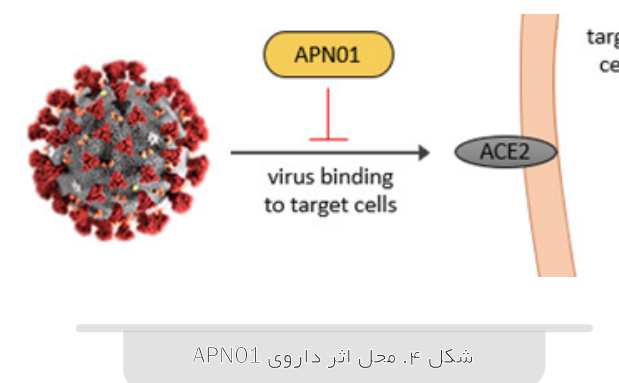 APN01
virus binding
to target cells
ACE2
شکل ۴. محل اثر داروی APN01